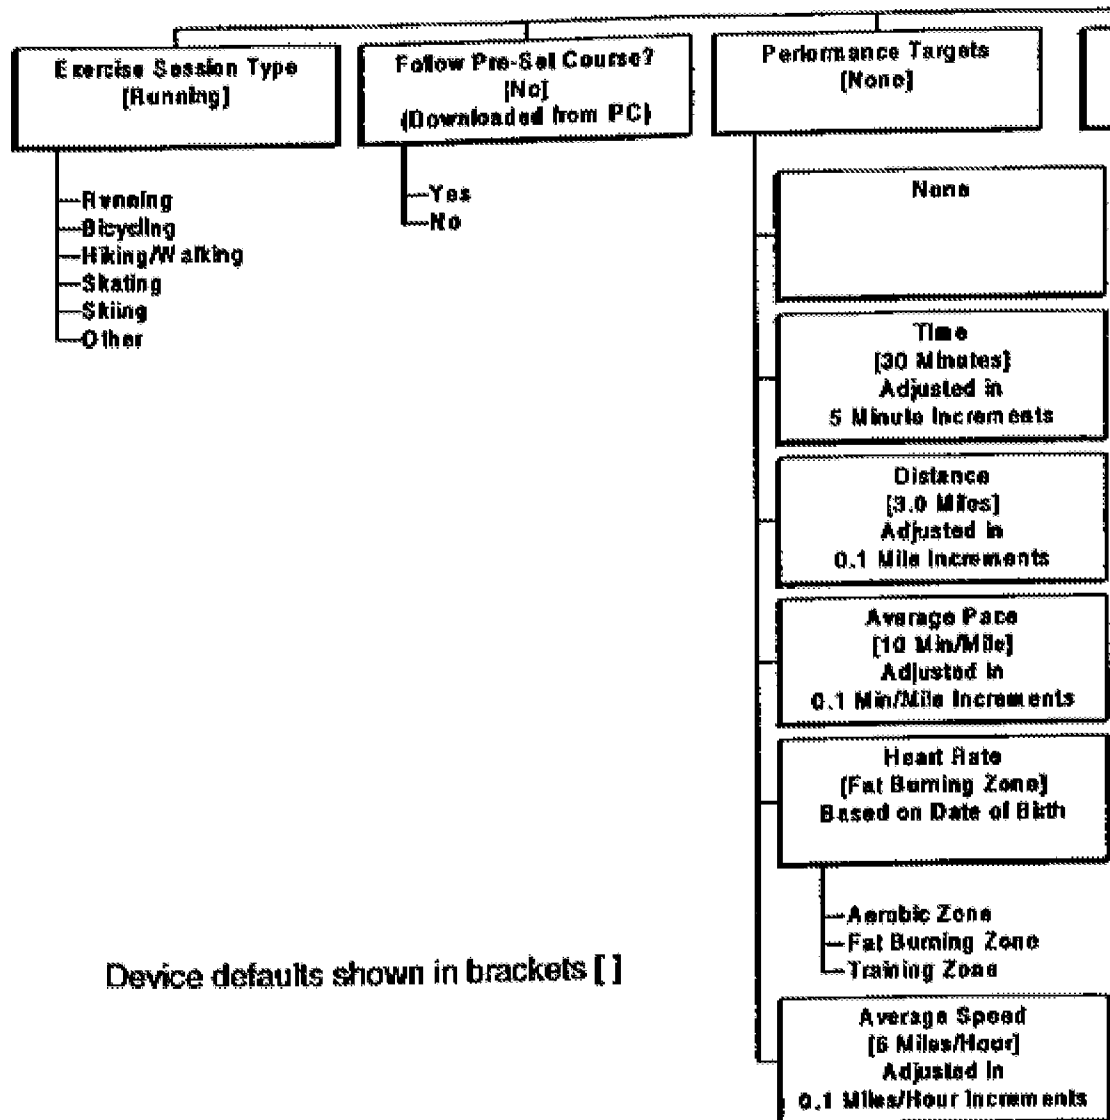 Exercise Session Type
[Running]
Running
Bicycling
Hiking/Walking
Skating
Skiing
Other
Follow Pre-Set Course?
[No]
(Downloaded from PC)
Yes
No
Performance Targets
[None]
None
Time
[30 Minutes]
Adjusted in
5 Minute Increments
Distance
[3.0 Miles]
Adjusted in
0.1 Mile Increments
Average Pace
[10 Min/Mile]
Adjusted in
0.1 Min/Mile Increments
Heart Rate
[Fat Burning Zone]
Based on Date of Birth
Aerobic Zone
Fat Burning Zone
Training Zone
Average Speed
[6 Miles/Hour]
Adjusted in
0.1 Miles/Hour Increments
Device defaults shown in brackets [ ]